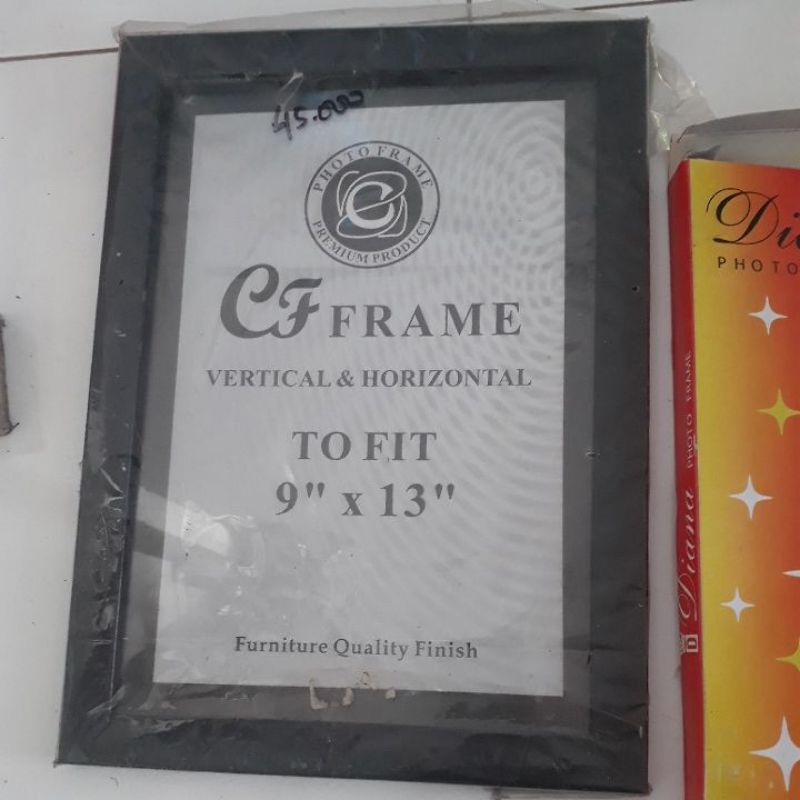 45.000
PHOTO FRAME
PREMIUM PRODUCT
CF FRAME
VERTICAL & HORIZONTAL
TO FIT
9" x 13"
Furniture Quality Finish
PHOTO
Diana PHOTO FRAME